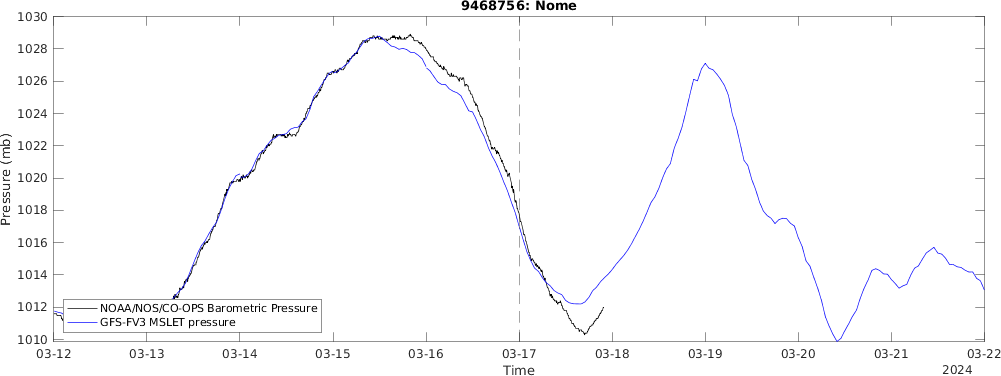 9468756: Nome
1030
1028
1026
1024
1022
1020
1018
1016
1014
1012
1010
Pressure (mb)
NOAA/NOS/CO-OPS Barometric Pressure
GFS-FV3 MSLET pressure
03-12 03-13 03-14 03-15 03-16 03-17 03-18 03-19 03-20 03-21 03-22
Time
2024